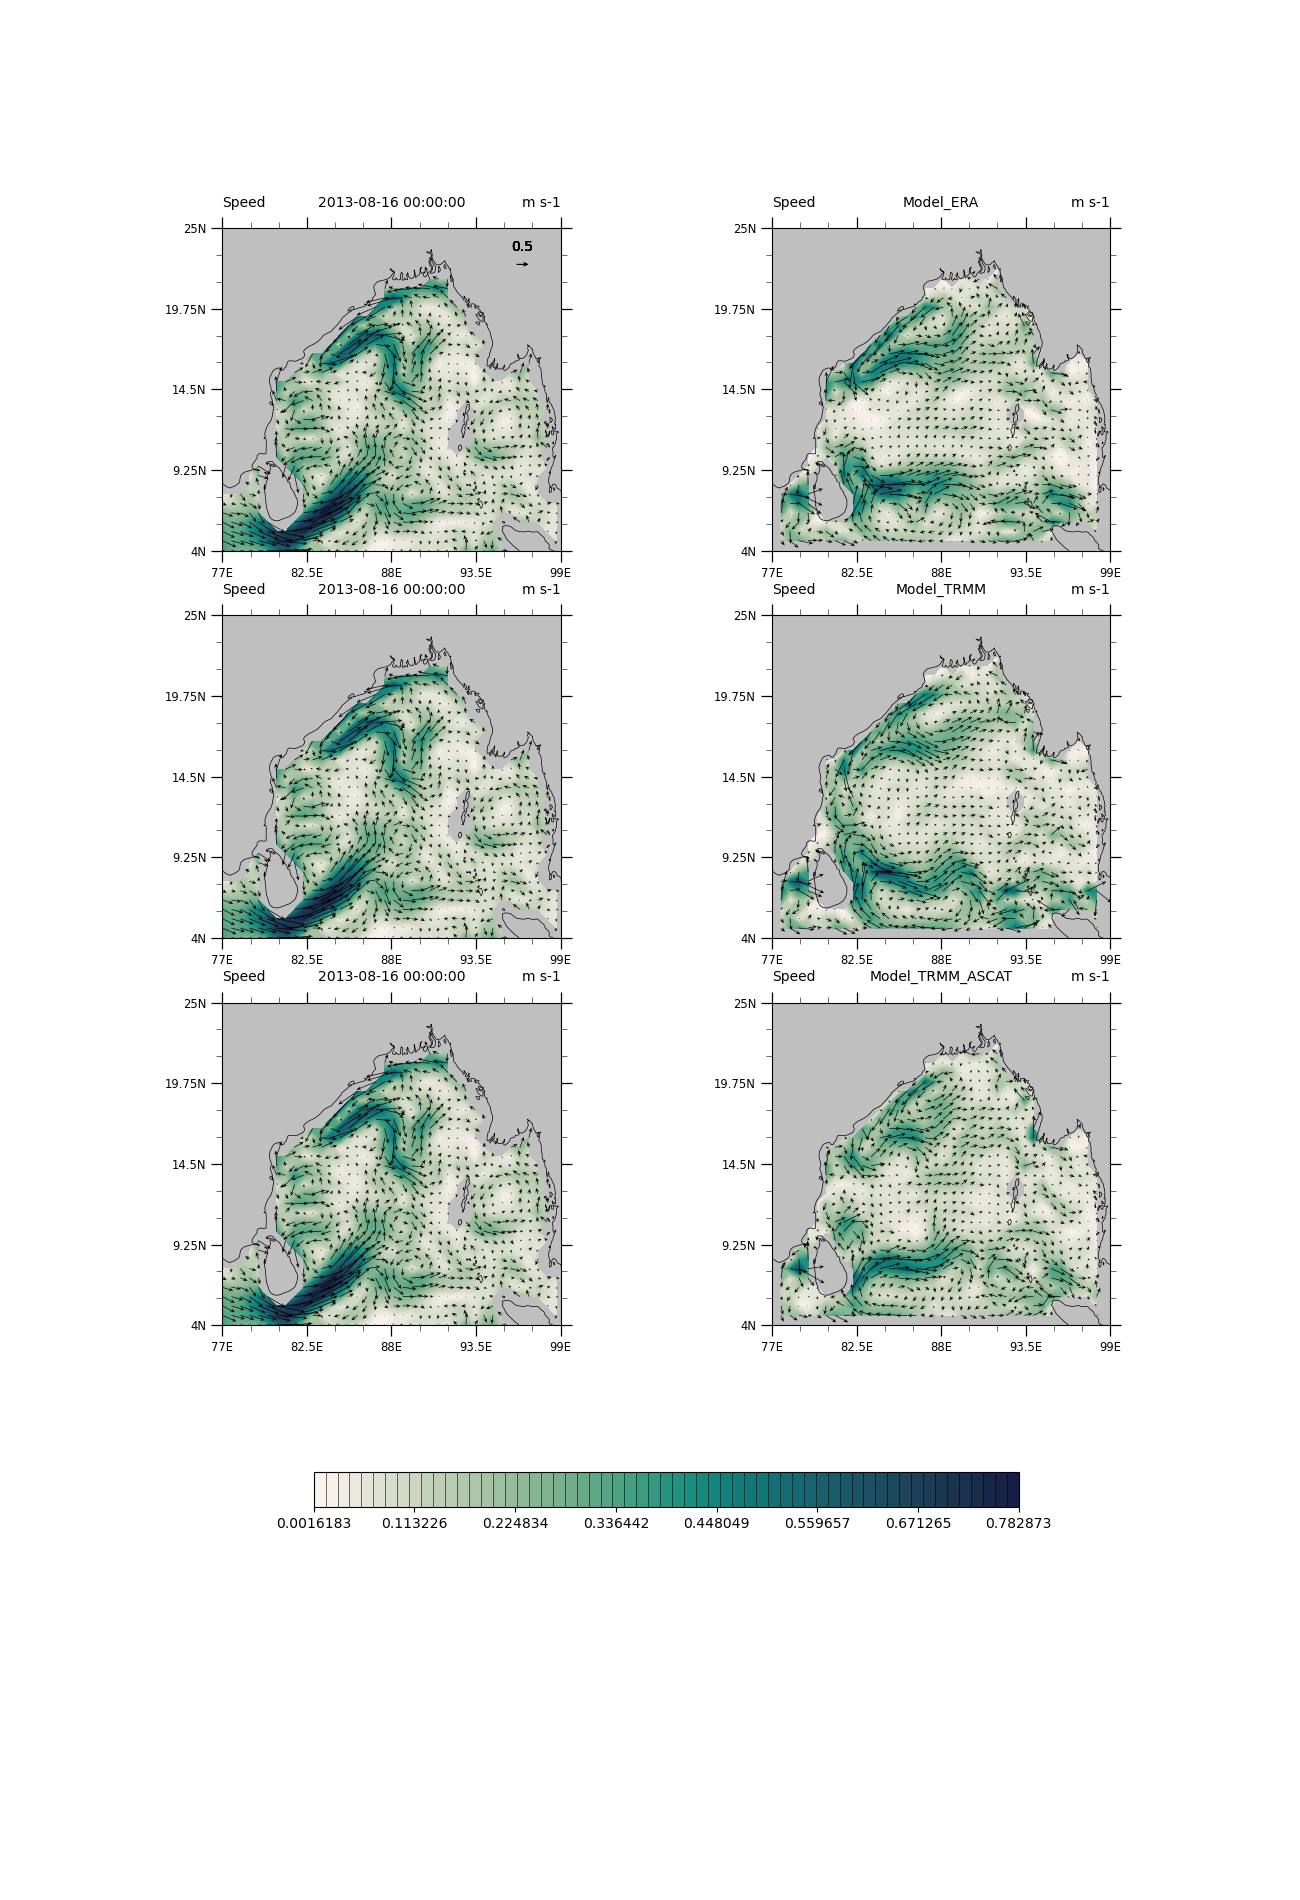 Speed 2013-08-16 00:00:00 m s-1 Speed Model_ERA m s-1
25N 0.5 25N
19.75N 19.75N
14.5N 14.5N
9.25N 9.25N
4N 4N
77E 82.5E 88E 93.5E 99E 77E 82.5E 88E 93.5E 99E
Speed 2013-08-16 00:00:00 m s-1 Speed Model_TRMM m s-1
25N 25N
19.75N 19.75N
14.5N 14.5N
9.25N 9.25N
4N 4N
77E 82.5E 88E 93.5E 99E 77E 82.5E 88E 93.5E 99E
Speed 2013-08-16 00:00:00 m s-1 Speed Model_TRMM_ASCAT m s-1
25N 25N
19.75N 19.75N
14.5N 14.5N
9.25N 9.25N
4N 4N
77E 82.5E 88E 93.5E 99E 77E 82.5E 88E 93.5E 99E
0.0016183 0.113226 0.224834 0.336442 0.448049 0.559657 0.671265 0.782873